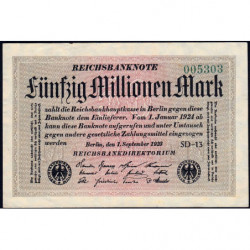 REICHSBANKNOTE
005303
Fünfzig Millionen Mark
zahlt die Reichsbankhauptkasse in Berlin gegen diese
Banknote dem Einlieferer. Vom 1. Januar 1924 ab
kann diese Banknote aufgerufen und unter Umtausch
gegen andere gesetzliche Zahlungsmittel eingezogen
werden
Berlin, den 1. September 1923
SD-13
REICHSBANKDIREKTORIUM